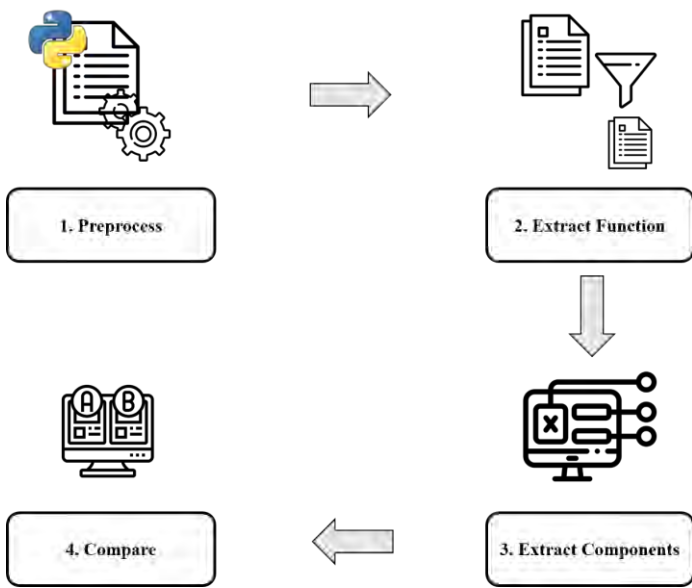 1. Preprocess
2. Extract Function
A B
X
4. Compare
3. Extract Components